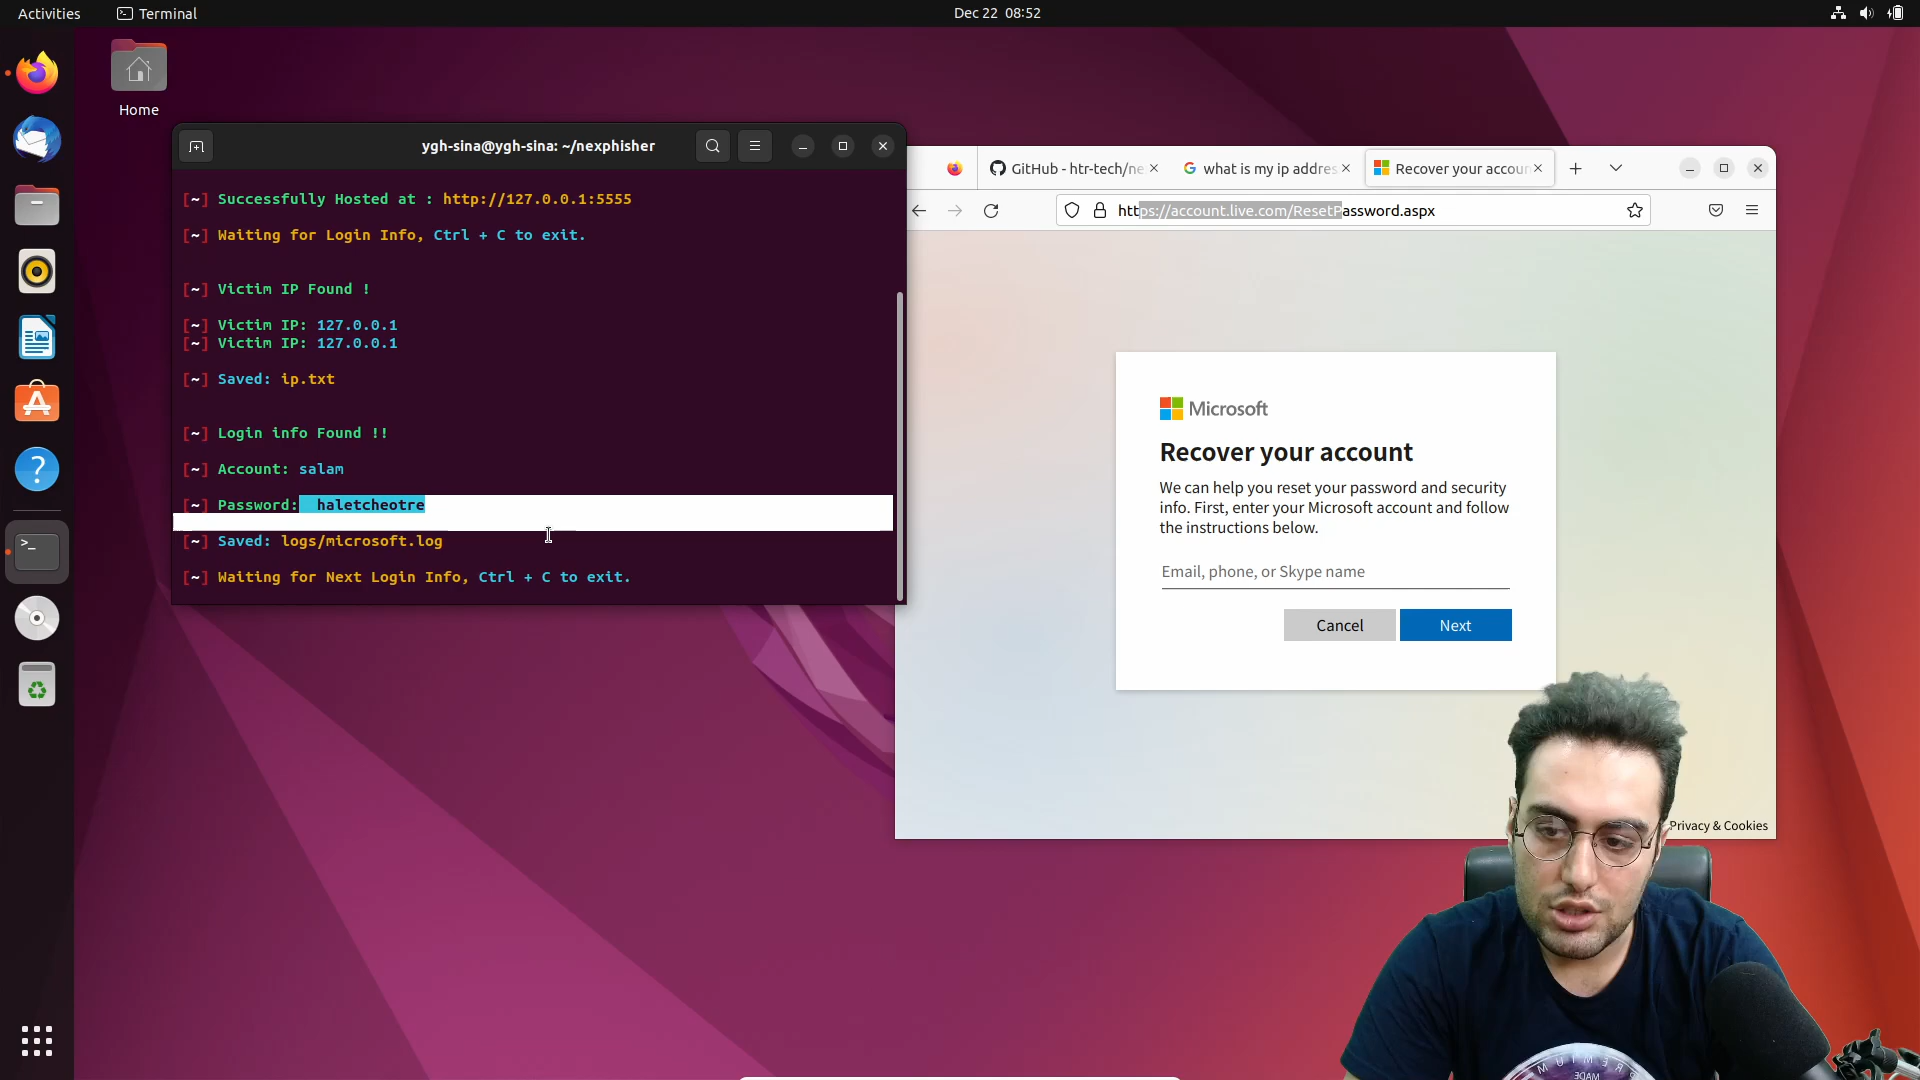 Activities
Terminal
Dec 22 08:52
Home
ygh-sina@ygh-sina: ~/nexphisher
[~] Successfully Hosted at : http://127.0.0.1:5555
[~] Waiting for Login Info, Ctrl + C to exit.
[~] Victim IP Found !
[~] Victim IP: 127.0.0.1
[~] Victim IP: 127.0.0.1
[~] Saved: ip.txt
[~] Login info Found !!
[~] Account: salam
[~] Password: haletcheotre
[~] Saved: logs/microsoft.log
[~] Waiting for Next Login Info, Ctrl + C to exit.
GitHub - htr-tech/ne
what is my ip addres
Recover your accoun
https://account.live.com/ResetPassword.aspx
Microsoft
Recover your account
We can help you reset your password and security
info. First, enter your Microsoft account and follow
the instructions below.
Email, phone, or Skype name
Cancel
Next
Privacy & Cookies